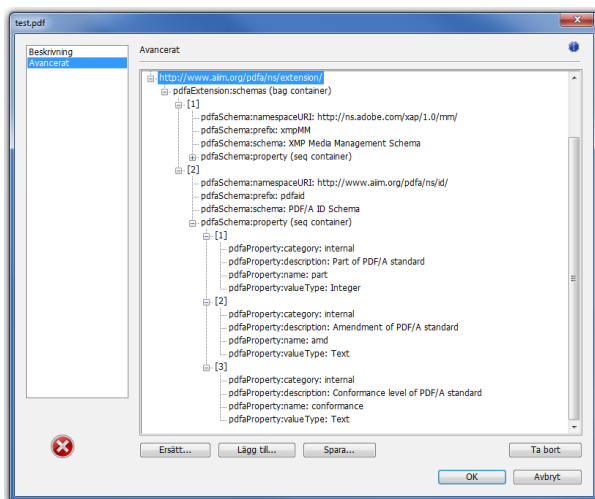 test.pdf
Beskrivning
Avancerat
Avancerat
http://www.aiim.org/pdfa/ns/extension/
pdfaExtension:schemas (bag container)
[1]
pdfaSchema:namespaceURI: http://ns.adobe.com/xap/1.0/mm/
pdfaSchema:prefix: xmpMM
pdfaSchema:schema: XMP Media Management Schema
pdfaSchema:property (seq container)
[2]
pdfaSchema:namespaceURI: http://www.aiim.org/pdfa/ns/id/
pdfaSchema:prefix: pdfaid
pdfaSchema:schema: PDF/A ID Schema
pdfaSchema:property (seq container)
[1]
pdfaProperty:category: internal
pdfaProperty:description: Part of PDF/A standard
pdfaProperty:name: part
pdfaProperty:valueType: Integer
[2]
pdfaProperty:category: internal
pdfaProperty:description: Amendment of PDF/A standard
pdfaProperty:name: amd
pdfaProperty:valueType: Text
[3]
pdfaProperty:category: internal
pdfaProperty:description: Conformance level of PDF/A standard
pdfaProperty:name: conformance
pdfaProperty:valueType: Text
Ersätt... Lägg till... Spara... Ta bort
OK Avbryt